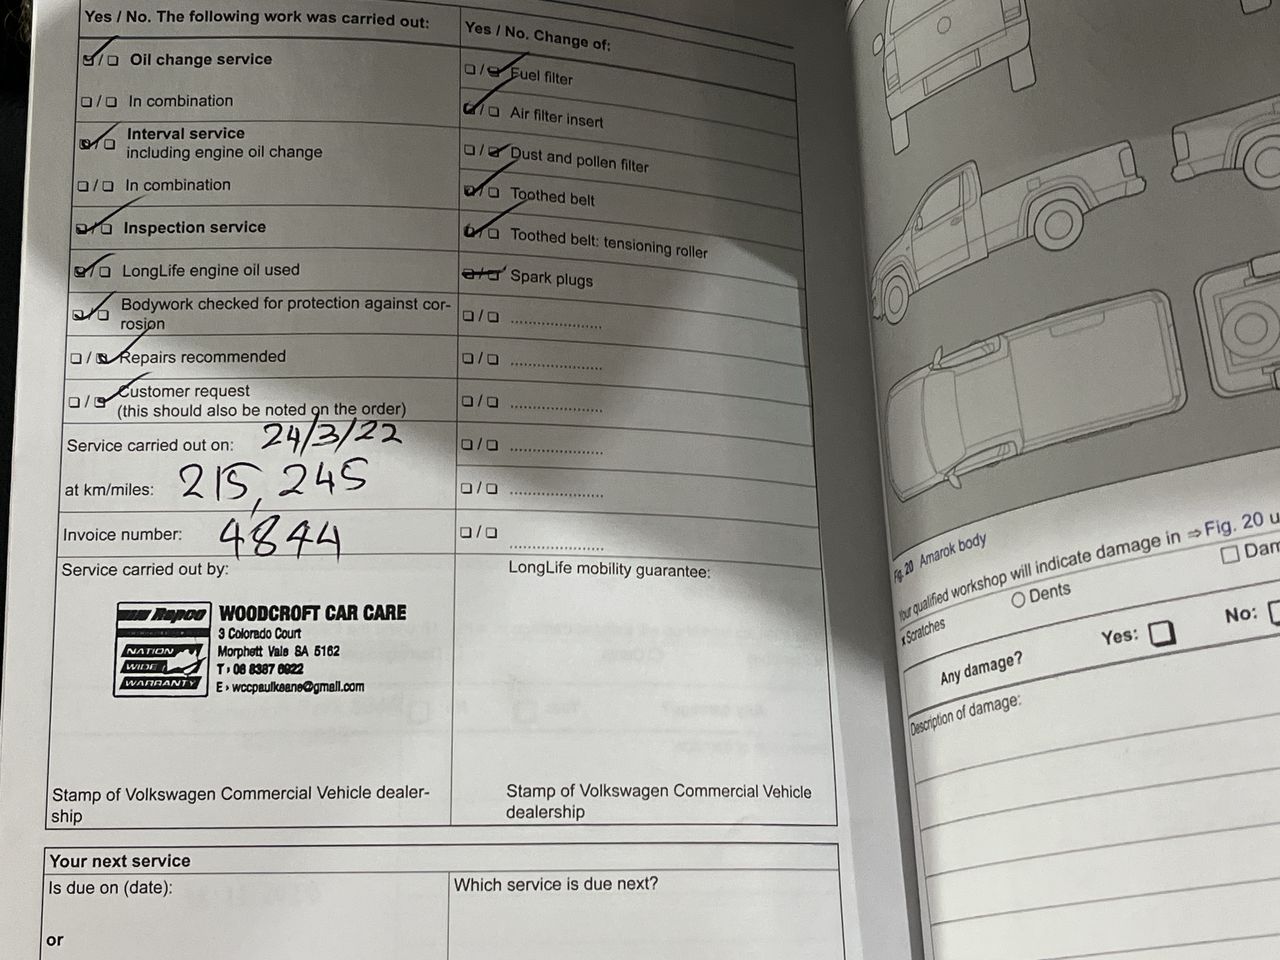 Yes / No. The following work was carried out:
Yes / No. Change of:
Oil change service
In combination
Interval service
including engine oil change
In combination
Inspection service
LongLife engine oil used
Bodywork checked for protection against cor-
rosion
Repairs recommended
Customer request
(this should also be noted on the order)
Service carried out on: 24/3/22
at km/miles: 215,245
Invoice number: 4844
Fuel filter
Air filter insert
Dust and pollen filter
Toothed belt
Toothed belt: tensioning roller
Spark plugs
Service carried out by:
Repco
NATION
WIDE
WARRANTY
WOODCROFT CAR CARE
3 Colorado Court
Morphett Vale SA 5162
T › 08 8387 6922
E › wccpaulkeane@gmail.com
Stamp of Volkswagen Commercial Vehicle dealer-
ship
LongLife mobility guarantee:
Stamp of Volkswagen Commercial Vehicle
dealership
Your next service
Is due on (date):
or
Which service is due next?
Fig. 20 Amarok body
Your qualified workshop will indicate damage in ⇒ Fig. 20 u
x Scratches
Dents
Dam
Any damage?
Yes:
No:
Description of damage: